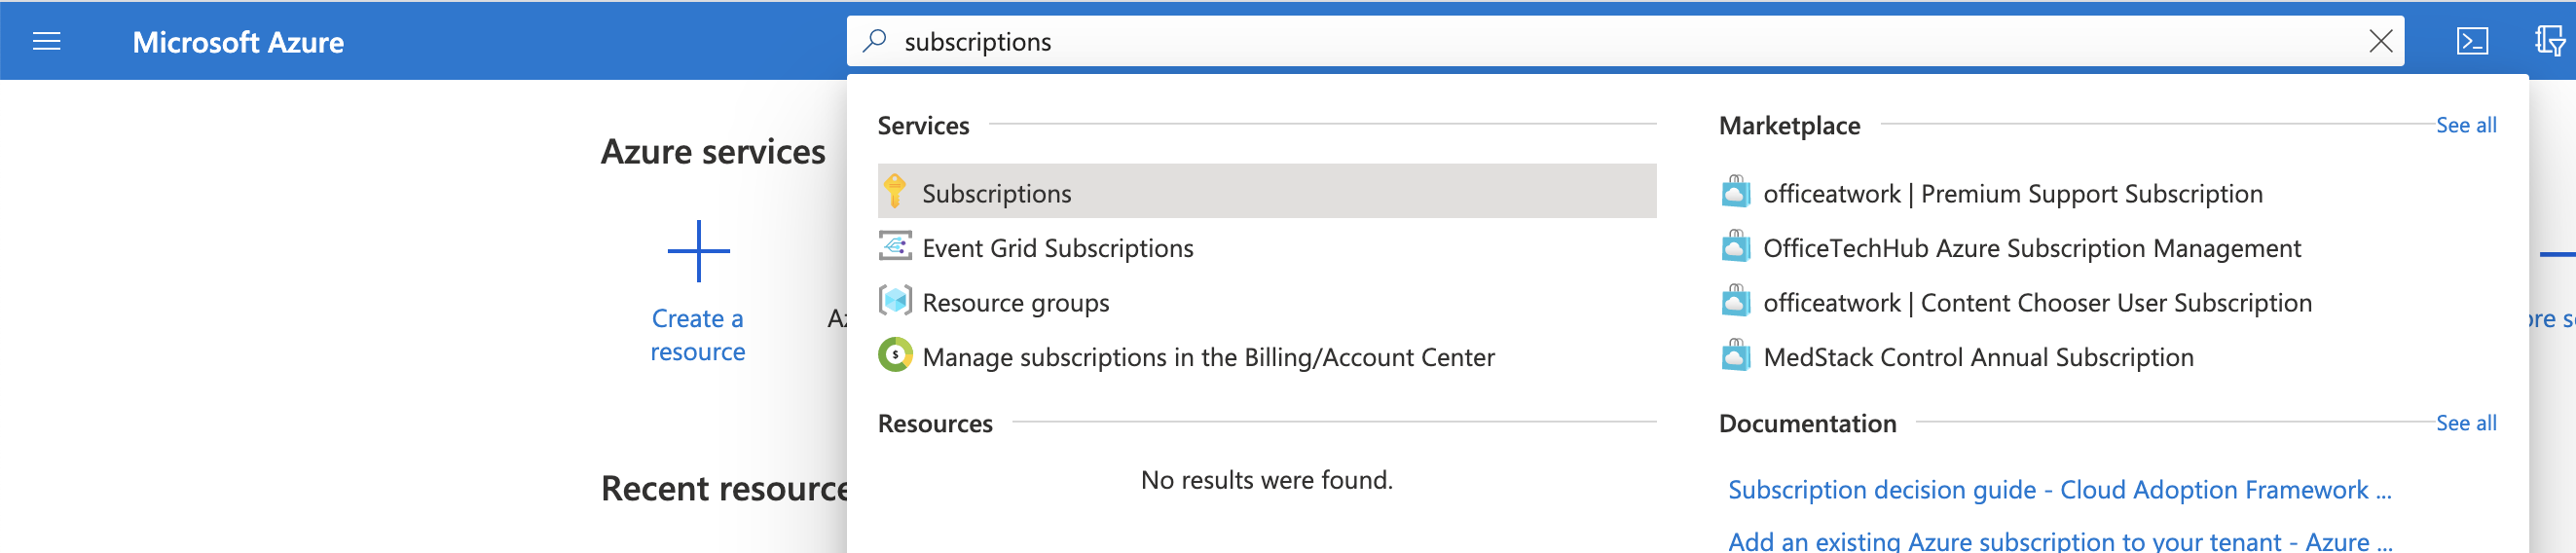 Microsoft Azure
subscriptions
Azure services
Create a
resource
Recent resource
Services
Subscriptions
Event Grid Subscriptions
Resource groups
Manage subscriptions in the Billing/Account Center
Resources
No results were found.
Marketplace
See all
officeatwork | Premium Support Subscription
OfficeTechHub Azure Subscription Management
officeatwork | Content Chooser User Subscription
MedStack Control Annual Subscription
Documentation
See all
Subscription decision guide - Cloud Adoption Framework ...
Add an existing Azure subscription to your tenant - Azure ...